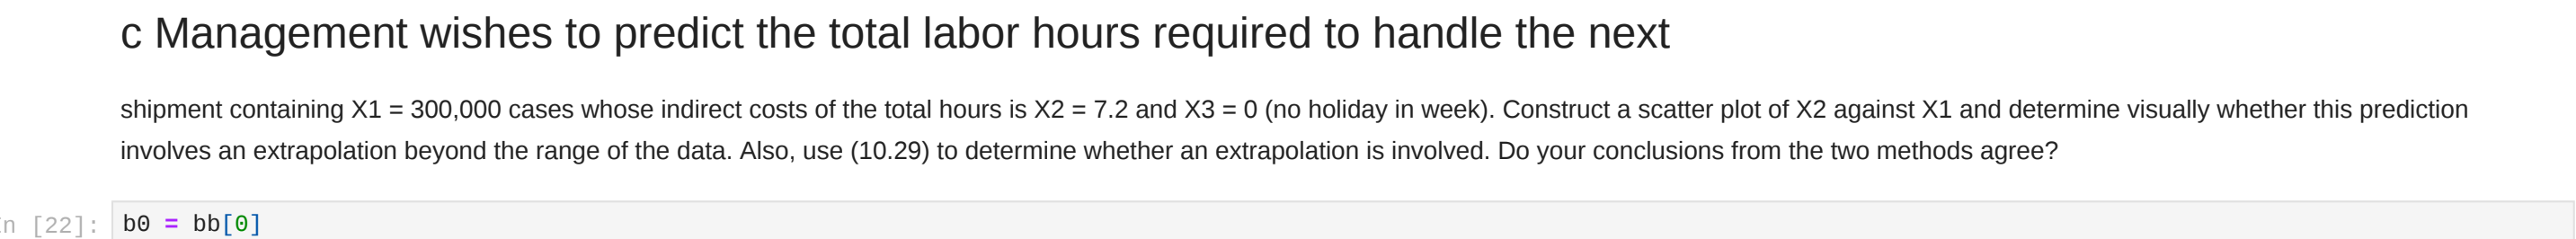 c Management wishes to predict the total labor hours required to handle the next
shipment containing X1 = 300,000 cases whose indirect costs of the total hours is X2 = 7.2 and X3 = 0 (no holiday in week). Construct a scatter plot of X2 against X1 and determine visually whether this prediction
involves an extrapolation beyond the range of the data. Also, use (10.29) to determine whether an extrapolation is involved. Do your conclusions from the two methods agree?
n [22]: b0 = bb[0]